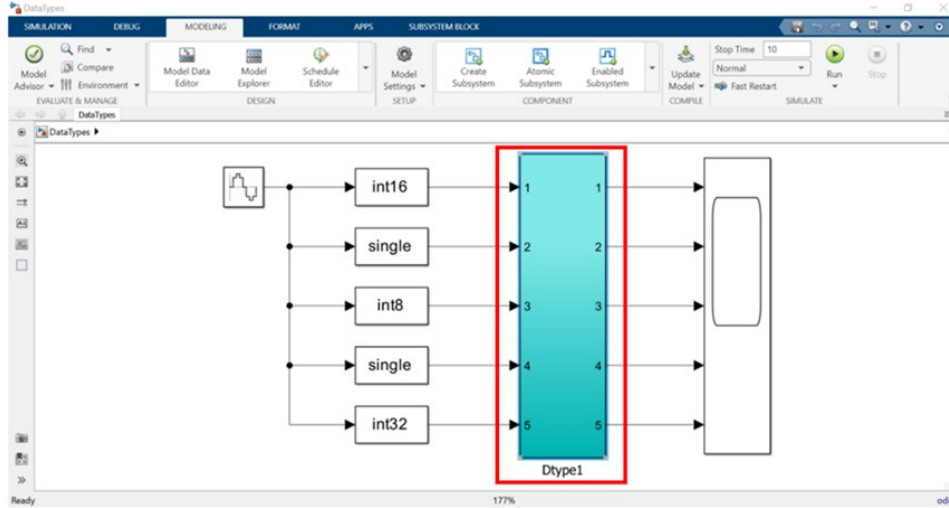 DataTypes
SIMULATION DEBUG MODELING FORMAT APPS SUBSYSTEM BLOCK
Model Advisor
Find
Compare
Environment
EVALUATE & MANAGE
Model Data Editor
Model Explorer
Schedule Editor
DESIGN
Model Settings
SETUP
Create Subsystem
Atomic Subsystem
Enabled Subsystem
COMPONENT
Update Model
COMPILE
Stop Time 10
Normal
Fast Restart
Run
Stop
SIMULATE
DataTypes
DataTypes
int16 1 1
single 2 2
int8 3 3
single 4 4
int32 5 5
Dtype1
Ready 177%